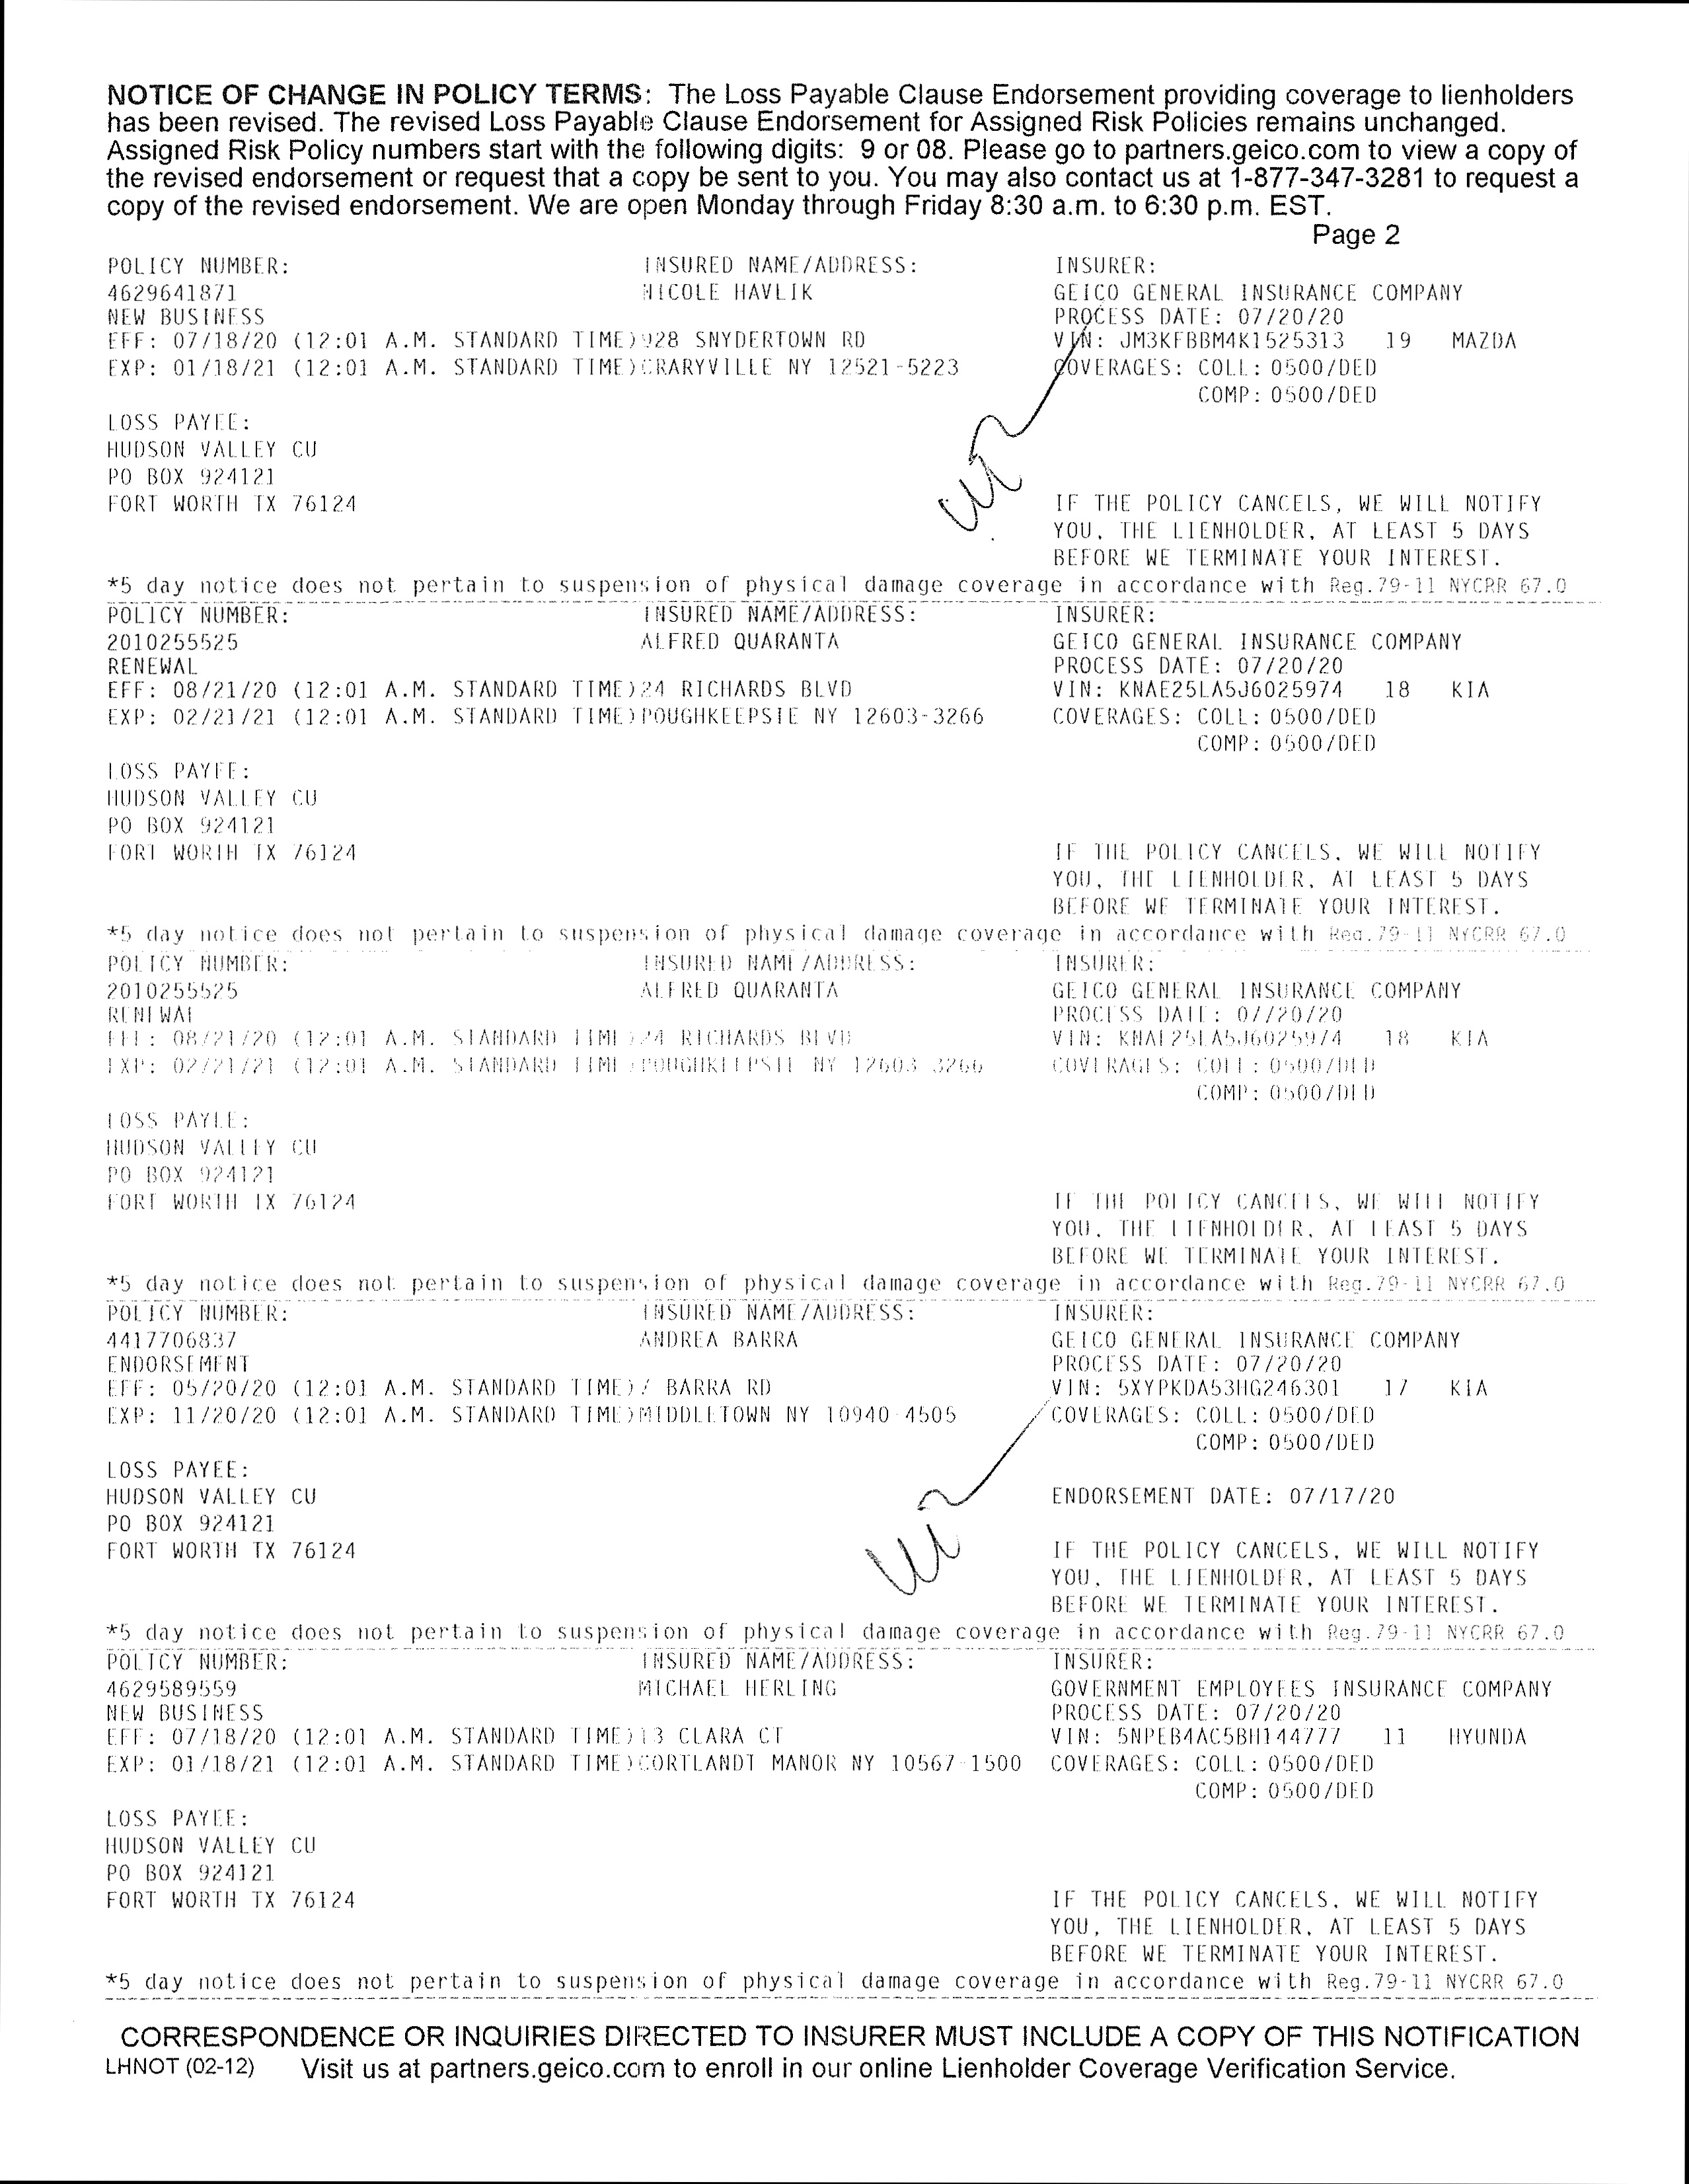 NOTICE OF CHANGE IN POLICY TERMS: The Loss Payable Clause Endorsement providing coverage to lienholders
has been revised. The revised Loss Payable Clause Endorsement for Assigned Risk Policies remains unchanged.
Assigned Risk Policy numbers start with the following digits: 9 or 08. Please go to partners.geico.com to view a copy of
the revised endorsement or request that a copy be sent to you. You may also contact us at 1-877-347-3281 to request a
copy of the revised endorsement. We are open Monday through Friday 8:30 a.m. to 6:30 p.m. EST.
Page 2
POLICY NUMBER: INSURED NAME/ADDRESS: INSURER:
4629641871 NICOLE HAVLIK GEICO GENERAL INSURANCE COMPANY
NEW BUSINESS PROCESS DATE: 07/20/20
EFF: 07/18/20 (12:01 A.M. STANDARD TIME)928 SNYDERTOWN RD VIN: JM3KFBBM4K1525313 19 MAZDA
EXP: 01/18/21 (12:01 A.M. STANDARD TIME)CRARYVILLE NY 12521-5223 COVERAGES: COLL: 0500/DED
COMP: 0500/DED
LOSS PAYEE:
HUDSON VALLEY CU
PO BOX 924121
FORT WORTH TX 76124 IF THE POLICY CANCELS, WE WILL NOTIFY
YOU, THE LIENHOLDER, AT LEAST 5 DAYS
BEFORE WE TERMINATE YOUR INTEREST.
*5 day notice does not pertain to suspension of physical damage coverage in accordance with Reg.79-11 NYCRR 67.0
POLICY NUMBER: INSURED NAME/ADDRESS: INSURER:
2010255525 ALFRED QUARANTA GEICO GENERAL INSURANCE COMPANY
RENEWAL PROCESS DATE: 07/20/20
EFF: 08/21/20 (12:01 A.M. STANDARD TIME)24 RICHARDS BLVD VIN: KNAE25LA5J6025974 18 KIA
EXP: 02/21/21 (12:01 A.M. STANDARD TIME)POUGHKEEPSIE NY 12603-3266 COVERAGES: COLL: 0500/DED
COMP: 0500/DED
LOSS PAYEE:
HUDSON VALLEY CU
PO BOX 924121
FORT WORTH TX 76124 IF THE POLICY CANCELS, WE WILL NOTIFY
YOU, THE LIENHOLDER, AT LEAST 5 DAYS
BEFORE WE TERMINATE YOUR INTEREST.
*5 day notice does not pertain to suspension of physical damage coverage in accordance with Reg.79-11 NYCRR 67.0
POLICY NUMBER: INSURED NAME/ADDRESS: INSURER:
2010255525 ALFRED QUARANTA GEICO GENERAL INSURANCE COMPANY
RENEWAL PROCESS DATE: 07/20/20
EFF: 08/21/20 (12:01 A.M. STANDARD TIME)24 RICHARDS BLVD VIN: KNAE25LA5J6025974 18 KIA
EXP: 02/21/21 (12:01 A.M. STANDARD TIME)POUGHKEEPSIE NY 12603-3266 COVERAGES: COLL: 0500/DED
COMP: 0500/DED
LOSS PAYEE:
HUDSON VALLEY CU
PO BOX 924121
FORT WORTH TX 76124 IF THE POLICY CANCELS, WE WILL NOTIFY
YOU, THE LIENHOLDER, AT LEAST 5 DAYS
BEFORE WE TERMINATE YOUR INTEREST.
*5 day notice does not pertain to suspension of physical damage coverage in accordance with Reg.79-11 NYCRR 67.0
POLICY NUMBER: INSURED NAME/ADDRESS: INSURER:
4417706837 ANDREA BARRA GEICO GENERAL INSURANCE COMPANY
ENDORSEMENT PROCESS DATE: 07/20/20
EFF: 05/20/20 (12:01 A.M. STANDARD TIME)7 BARRA RD VIN: 5XYPKDA53HG246301 17 KIA
EXP: 11/20/20 (12:01 A.M. STANDARD TIME)MIDDLETOWN NY 10940-4505 COVERAGES: COLL: 0500/DED
COMP: 0500/DED
LOSS PAYEE:
HUDSON VALLEY CU ENDORSEMENT DATE: 07/17/20
PO BOX 924121
FORT WORTH TX 76124 IF THE POLICY CANCELS, WE WILL NOTIFY
YOU, THE LIENHOLDER, AT LEAST 5 DAYS
BEFORE WE TERMINATE YOUR INTEREST.
*5 day notice does not pertain to suspension of physical damage coverage in accordance with Reg.79-11 NYCRR 67.0
POLICY NUMBER: INSURED NAME/ADDRESS: INSURER:
4629589559 MICHAEL HERLING GOVERNMENT EMPLOYEES INSURANCE COMPANY
NEW BUSINESS PROCESS DATE: 07/20/20
EFF: 07/18/20 (12:01 A.M. STANDARD TIME)13 CLARA CT VIN: 5NPEB4AC5BH144777 11 HYUNDA
EXP: 01/18/21 (12:01 A.M. STANDARD TIME)CORTLANDT MANOR NY 10567-1500 COVERAGES: COLL: 0500/DED
COMP: 0500/DED
LOSS PAYEE:
HUDSON VALLEY CU
PO BOX 924121
FORT WORTH TX 76124 IF THE POLICY CANCELS, WE WILL NOTIFY
YOU, THE LIENHOLDER, AT LEAST 5 DAYS
BEFORE WE TERMINATE YOUR INTEREST.
*5 day notice does not pertain to suspension of physical damage coverage in accordance with Reg.79-11 NYCRR 67.0
CORRESPONDENCE OR INQUIRIES DIRECTED TO INSURER MUST INCLUDE A COPY OF THIS NOTIFICATION
LHNOT (02-12) Visit us at partners.geico.com to enroll in our online Lienholder Coverage Verification Service.